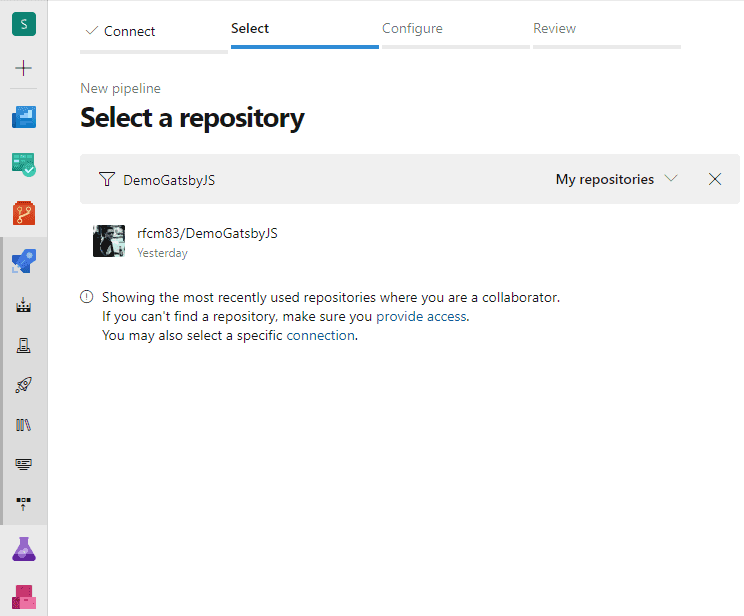 S
Connect
Select
Configure
Review
New pipeline
Select a repository
DemoGatsbyJS
My repositories
rfcm83/DemoGatsbyJS
Yesterday
Showing the most recently used repositories where you are a collaborator.
If you can't find a repository, make sure you provide access.
You may also select a specific connection.